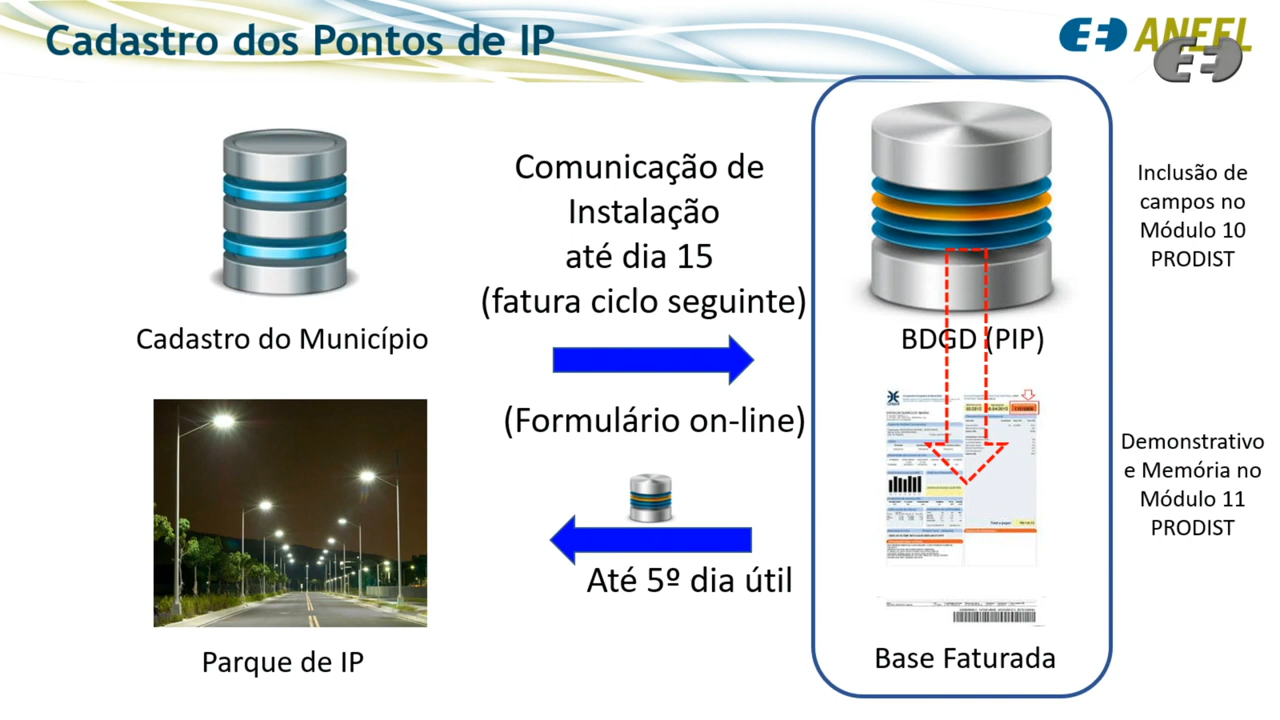 Cadastro dos Pontos de IP
ANEEL
Comunicação de
Instalação
até dia 15
(fatura ciclo seguinte)
Cadastro do Município
(Formulário on-line)
Até 5º dia útil
Parque de IP
BDGD (PIP)
Base Faturada
Inclusão de
campos no
Módulo 10
PRODIST
Demonstrativo
e Memória no
Módulo 11
PRODIST